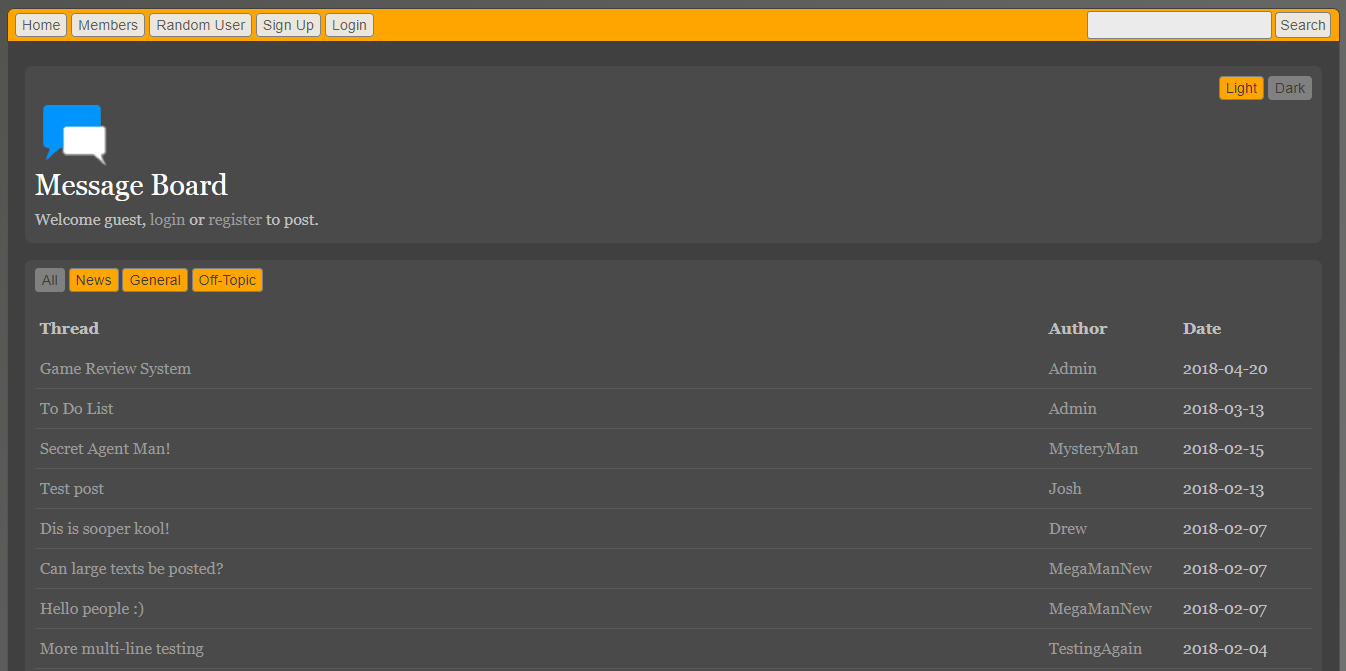 Home Members Random User Sign Up Login Search
Light Dark
Message Board
Welcome guest, login or register to post.
All News General Off-Topic
Thread Author Date
Game Review System Admin 2018-04-20
To Do List Admin 2018-03-13
Secret Agent Man! MysteryMan 2018-02-15
Test post Josh 2018-02-13
Dis is sooper kool! Drew 2018-02-07
Can large texts be posted? MegaManNew 2018-02-07
Hello people :) MegaManNew 2018-02-07
More multi-line testing TestingAgain 2018-02-04